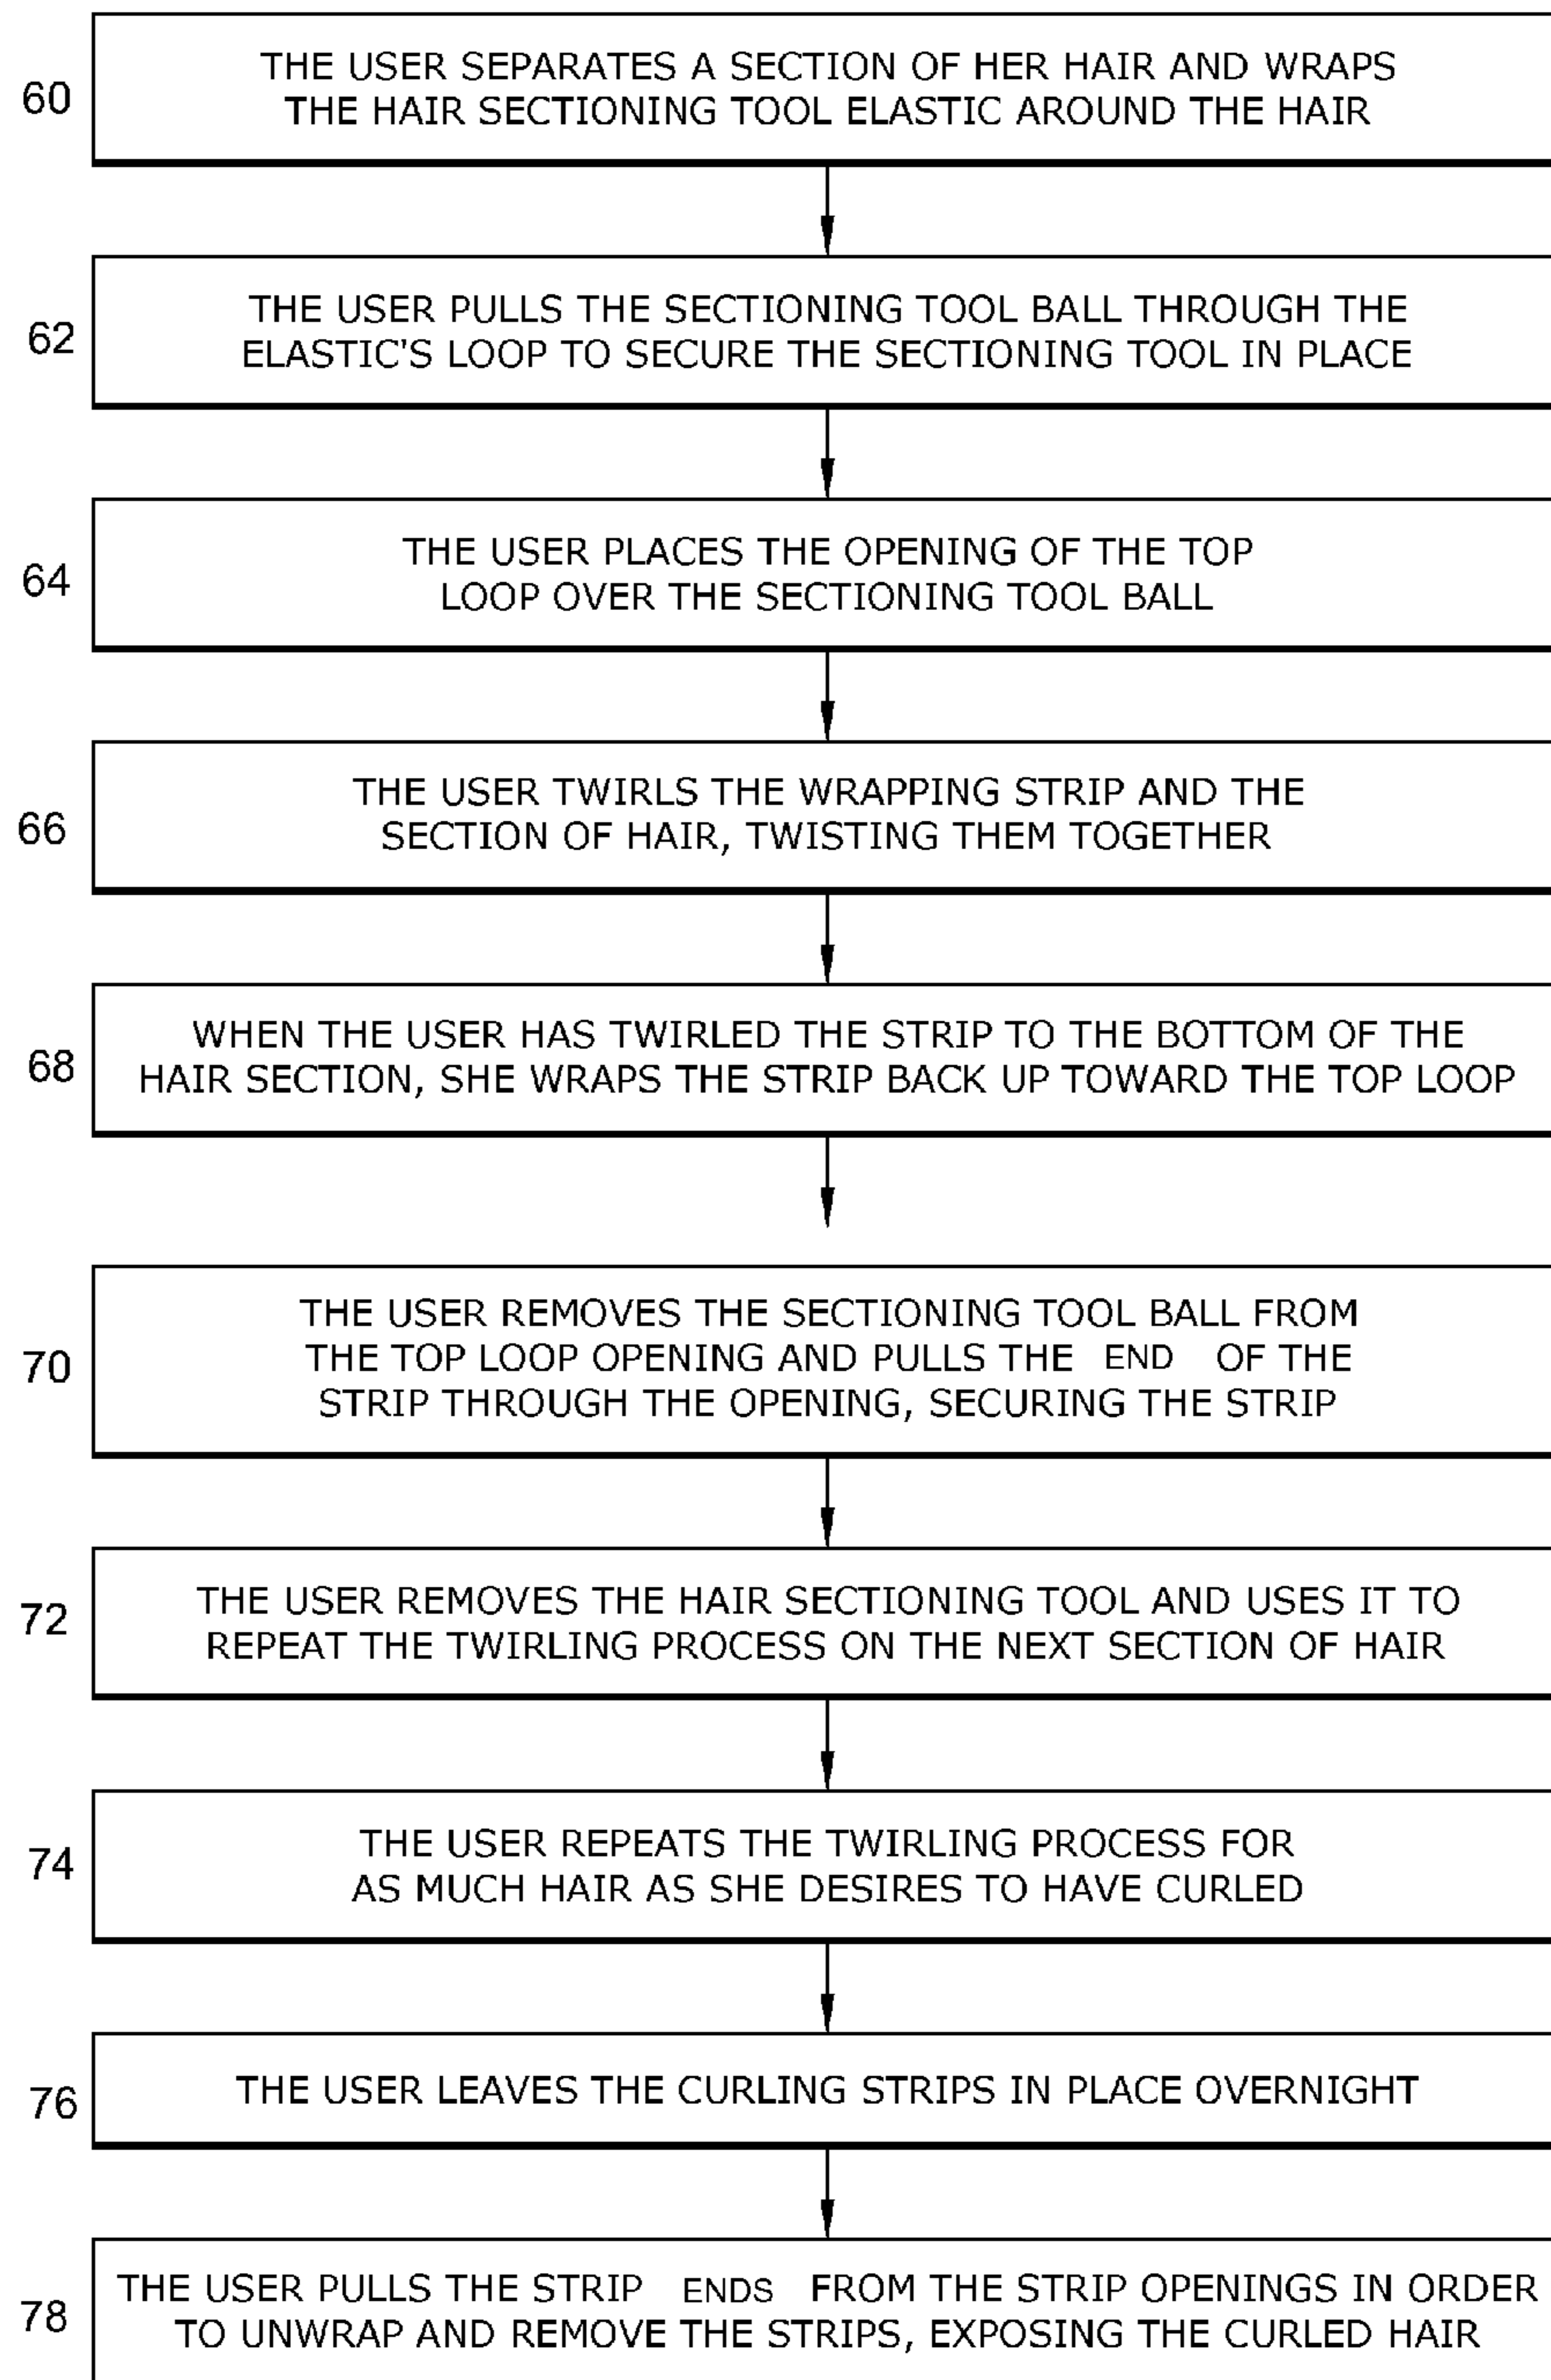 60
THE USER SEPARATES A SECTION OF HER HAIR AND WRAPS
THE HAIR SECTIONING TOOL ELASTIC AROUND THE HAIR
62
THE USER PULLS THE SECTIONING TOOL BALL THROUGH THE
ELASTIC'S LOOP TO SECURE THE SECTIONING TOOL IN PLACE
64
THE USER PLACES THE OPENING OF THE TOP
LOOP OVER THE SECTIONING TOOL BALL
66
THE USER TWIRLS THE WRAPPING STRIP AND THE
SECTION OF HAIR, TWISTING THEM TOGETHER
68
WHEN THE USER HAS TWIRLED THE STRIP TO THE BOTTOM OF THE
HAIR SECTION, SHE WRAPS THE STRIP BACK UP TOWARD THE TOP LOOP
70
THE USER REMOVES THE SECTIONING TOOL BALL FROM
THE TOP LOOP OPENING AND PULLS THE END OF THE
STRIP THROUGH THE OPENING, SECURING THE STRIP
72
THE USER REMOVES THE HAIR SECTIONING TOOL AND USES IT TO
REPEAT THE TWIRLING PROCESS ON THE NEXT SECTION OF HAIR
74
THE USER REPEATS THE TWIRLING PROCESS FOR
AS MUCH HAIR AS SHE DESIRES TO HAVE CURLED
76
THE USER LEAVES THE CURLING STRIPS IN PLACE OVERNIGHT
78
THE USER PULLS THE STRIP ENDS FROM THE STRIP OPENINGS IN ORDER
TO UNWRAP AND REMOVE THE STRIPS, EXPOSING THE CURLED HAIR